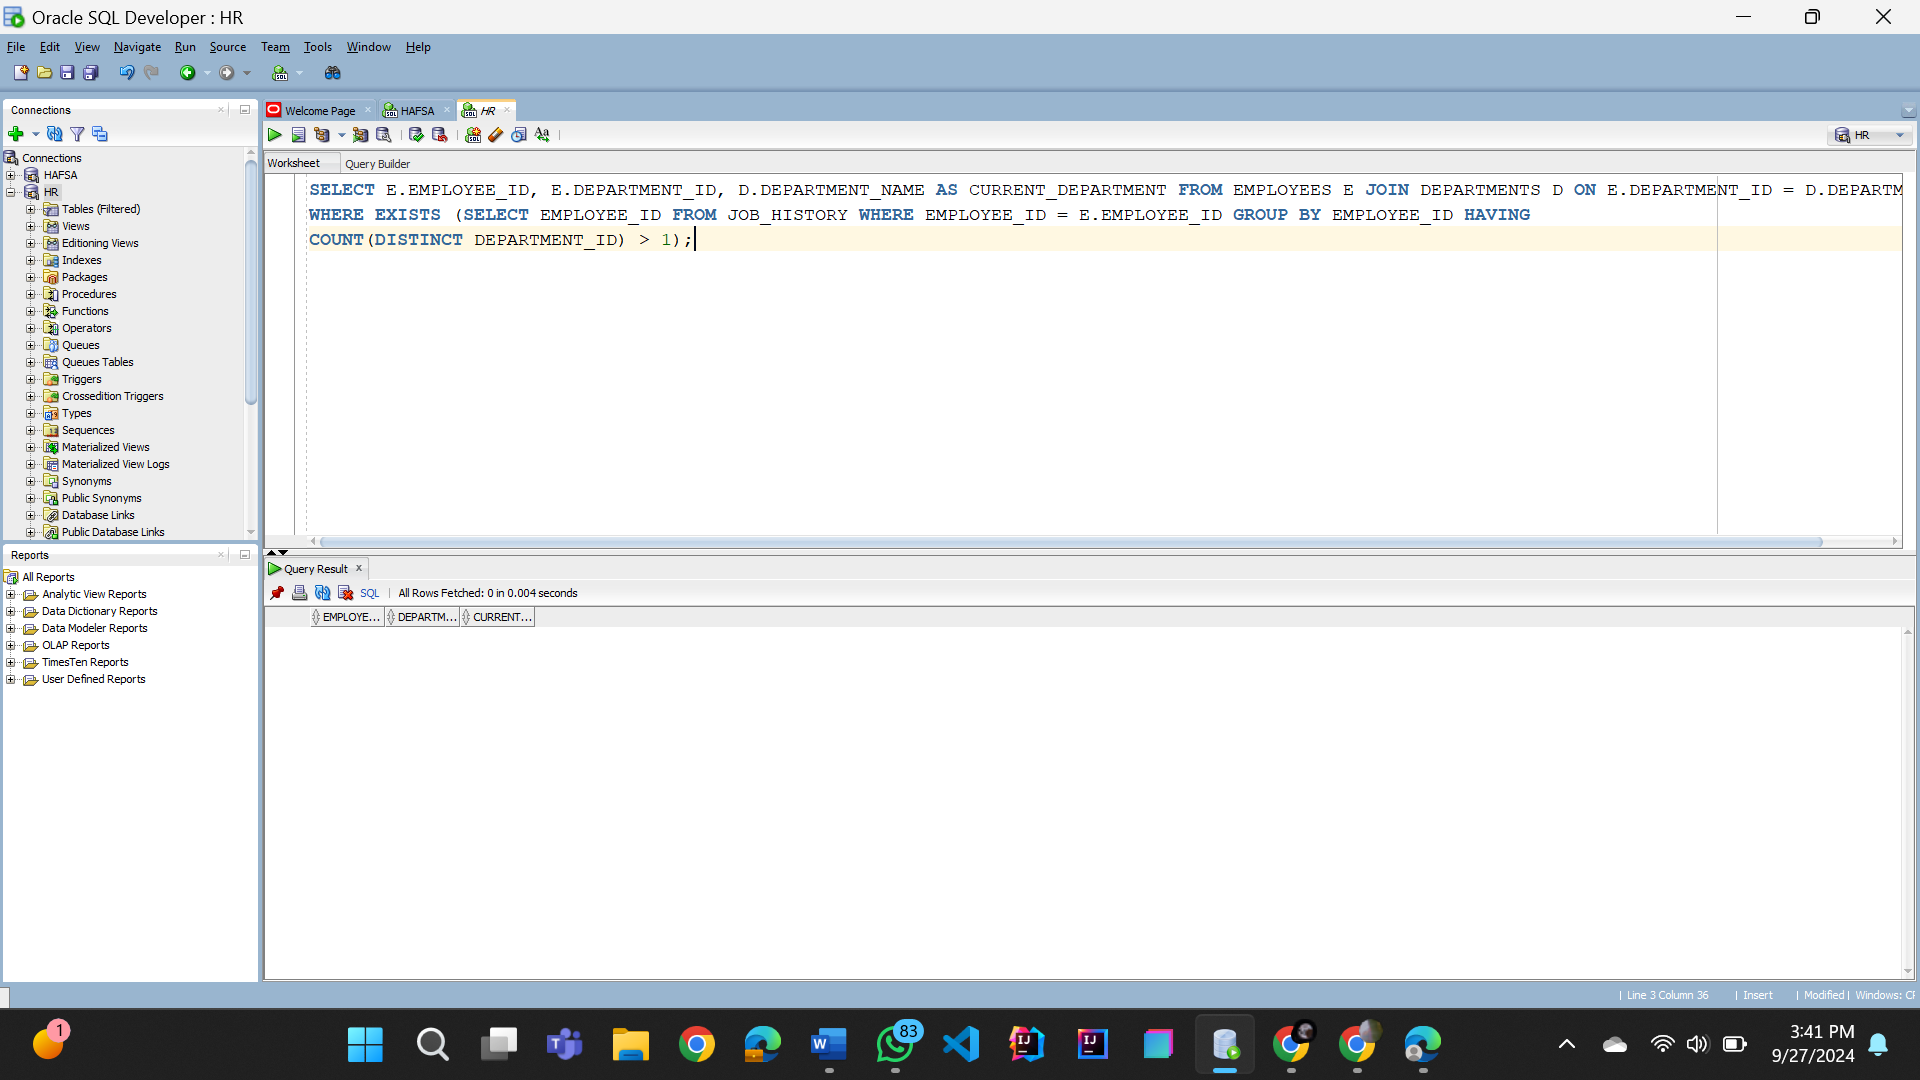 Oracle SQL Developer : HR
File Edit View Navigate Run Source Team Tools Window Help
Connections
Connections
HAFSA
HR
Tables (Filtered)
Views
Editioning Views
Indexes
Packages
Procedures
Functions
Operators
Queues
Queues Tables
Triggers
Crossedition Triggers
Types
Sequences
Materialized Views
Materialized View Logs
Synonyms
Public Synonyms
Database Links
Public Database Links
Reports
All Reports
Analytic View Reports
Data Dictionary Reports
Data Modeler Reports
OLAP Reports
TimesTen Reports
User Defined Reports
Welcome Page HAFSA HR
HR
Worksheet Query Builder
SELECT E.EMPLOYEE_ID, E.DEPARTMENT_ID, D.DEPARTMENT_NAME AS CURRENT_DEPARTMENT FROM EMPLOYEES E JOIN DEPARTMENTS D ON E.DEPARTMENT_ID = D.DEPARTM
WHERE EXISTS (SELECT EMPLOYEE_ID FROM JOB_HISTORY WHERE EMPLOYEE_ID = E.EMPLOYEE_ID GROUP BY EMPLOYEE_ID HAVING
COUNT(DISTINCT DEPARTMENT_ID) > 1);
Query Result
SQL | All Rows Fetched: 0 in 0.004 seconds
EMPLOYE... DEPARTM... CURRENT...
| Line 3 Column 36 | Insert | Modified | Windows: CF
1
83
3:41 PM
9/27/2024